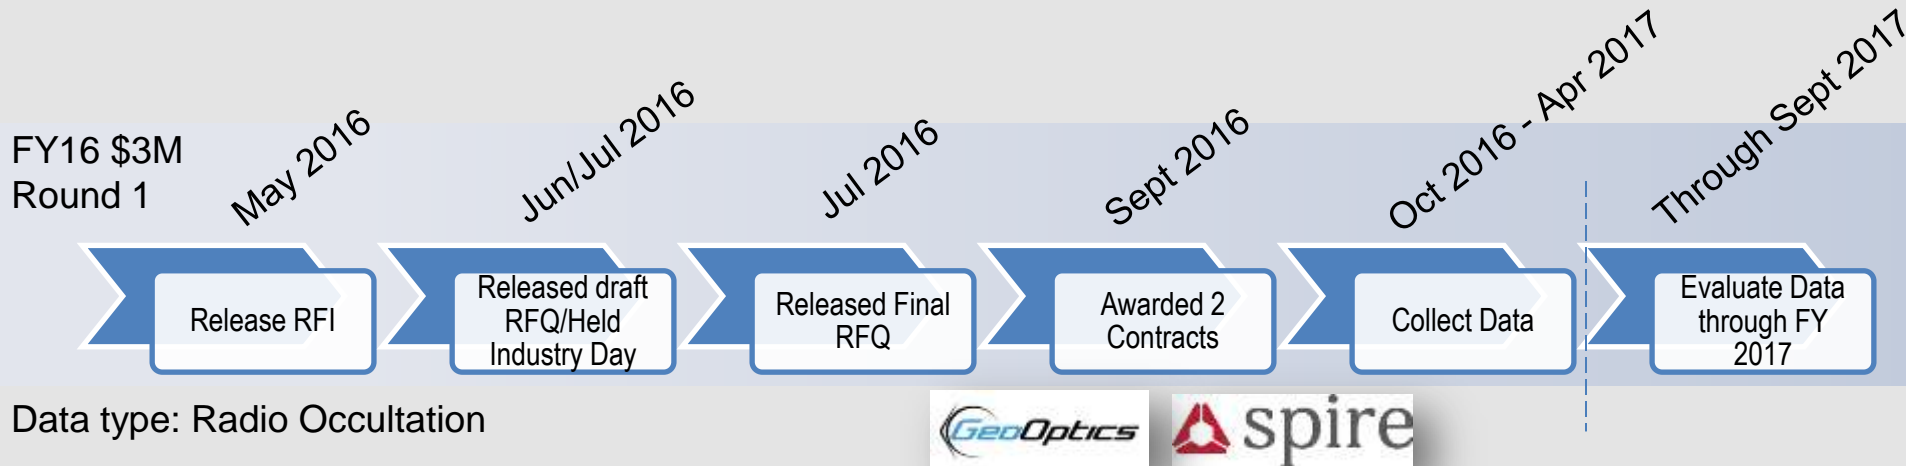 FY16 $3M
Round 1
May 2016
Jun/Jul 2016
Jul 2016
Sept 2016
Oct 2016 - Apr 2017
Through Sept 2017
Release RFI
Released draft
RFQ/Held
Industry Day
Released Final
RFQ
Awarded 2
Contracts
Collect Data
Evaluate Data
through FY
2017
Data type: Radio Occultation
GeoOptics
spire